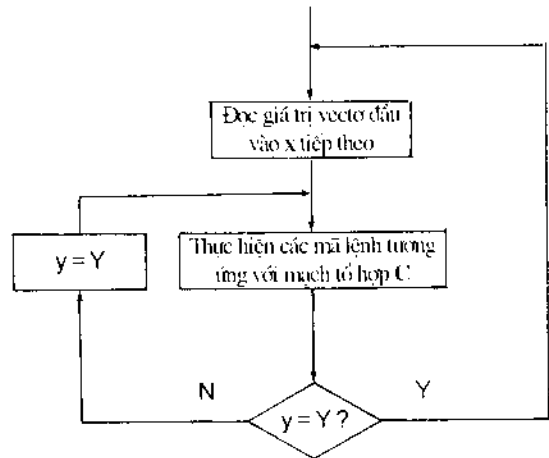 Đọc giá trị vectơ đầu
vào x tiếp theo
y = Y
Thực hiện các mã lệnh tương
ứng với mạch tổ hợp C
N
Y
y = Y ?